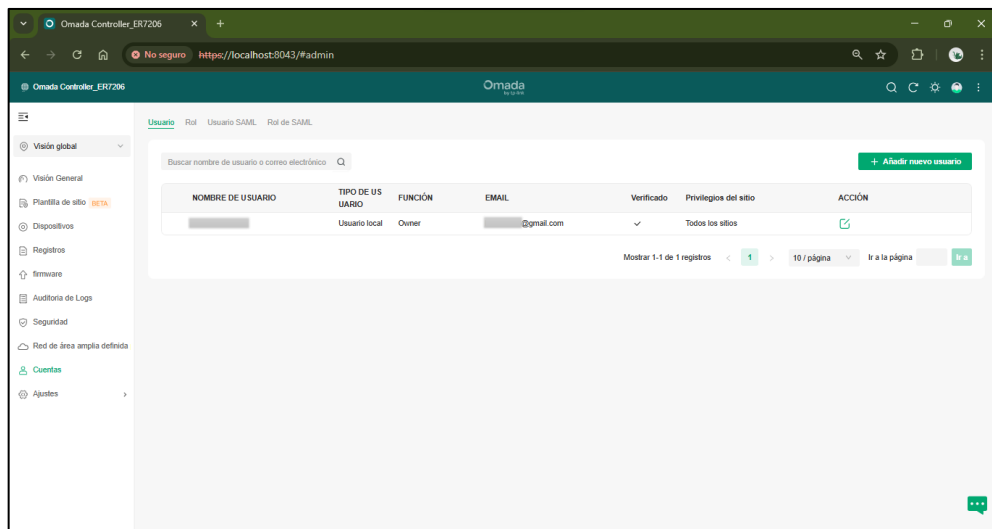 Omada Controller_ER7206
No seguro https://localhost:8043/#admin
Omada Controller_ER7206
Omada
by tp-link
Visión global
Visión General
Plantilla de sitio BETA
Dispositivos
Registros
firmware
Auditoria de Logs
Seguridad
Red de área amplia definida
Cuentas
Ajustes
Usuario Rol Usuario SAML Rol de SAML
Buscar nombre de usuario o correo electrónico
+ Añadir nuevo usuario
NOMBRE DE USUARIO TIPO DE US FUNCIÓN EMAIL Verificado Privilegios del sitio ACCIÓN
UARIO
Usuario local Owner @gmail.com Todos los sitios
Mostrar 1-1 de 1 registros < 1 > 10 / página Ir a la página Ir a